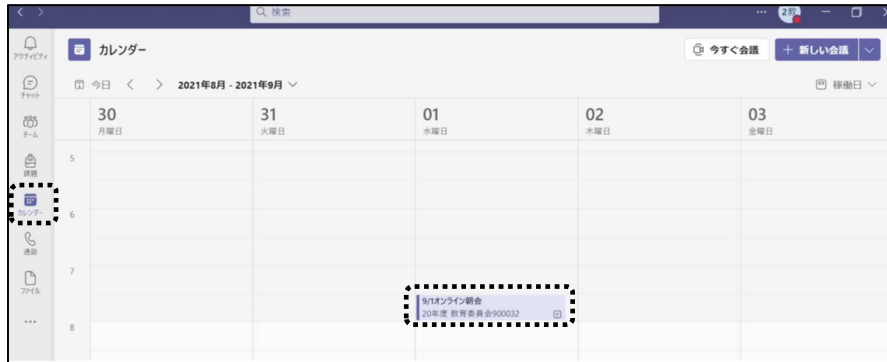 検索
2教
アクティビティ
チャット
チーム
課題
カレンダー
通話
ファイル
カレンダー
今すぐ会議
新しい会議
今日
2021年8月 - 2021年9月
稼働日
30
月曜日
31
火曜日
01
水曜日
02
木曜日
03
金曜日
5
6
7
8
9/1オンライン朝会
20年度 教育委員会900032